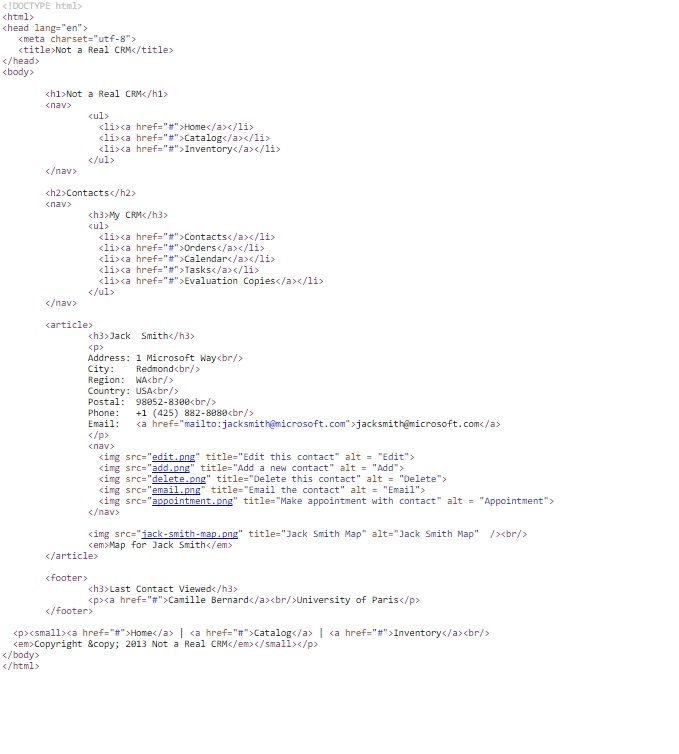 <!DOCTYPE html>
<html>
<head lang="en">
   <meta charset="utf-8">
   <title>Not a Real CRM</title>
</head>
<body>

        <h1>Not a Real CRM</h1>
        <nav>
                <ul>
                  <li><a href="#">Home</a></li>
                  <li><a href="#">Catalog</a></li>
                  <li><a href="#">Inventory</a></li>
                </ul>
        </nav>

        <h2>Contacts</h2>
        <nav>
                <h3>My CRM</h3>
                <ul>
                  <li><a href="#">Contacts</a></li>
                  <li><a href="#">Orders</a></li>
                  <li><a href="#">Calendar</a></li>
                  <li><a href="#">Tasks</a></li>
                  <li><a href="#">Evaluation Copies</a></li>
                </ul>
        </nav>

        <article>
                <h3>Jack  Smith</h3>
                <p>
                Address: 1 Microsoft Way<br/>
                City:    Redmond<br/>
                Region:  WA<br/>
                Country: USA<br/>
                Postal:  98052-8300<br/>
                Phone:   +1 (425) 882-8080<br/>
                Email:   <a href="mailto:jacksmith@microsoft.com">jacksmith@microsoft.com</a>
                </p>
                <nav>
                  <img src="edit.png" title="Edit this contact" alt = "Edit">
                  <img src="add.png" title="Add a new contact" alt = "Add">
                  <img src="delete.png" title="Delete this contact" alt = "Delete">
                  <img src="email.png" title="Email the contact" alt = "Email">
                  <img src="appointment.png" title="Make appointment with contact" alt = "Appointment">
                </nav>

                <img src="jack-smith-map.png" title="Jack Smith Map" alt="Jack Smith Map"  /><br/>
                <em>Map for Jack Smith</em>
        </article>

        <footer>
                <h3>Last Contact Viewed</h3>
                <p><a href="#">Camille Bernard</a><br/>University of Paris</p>
        </footer>

  <p><small><a href="#">Home</a> | <a href="#">Catalog</a> | <a href="#">Inventory</a><br/>
  <em>Copyright &copy; 2013 Not a Real CRM</em></small></p>
</body>
</html>